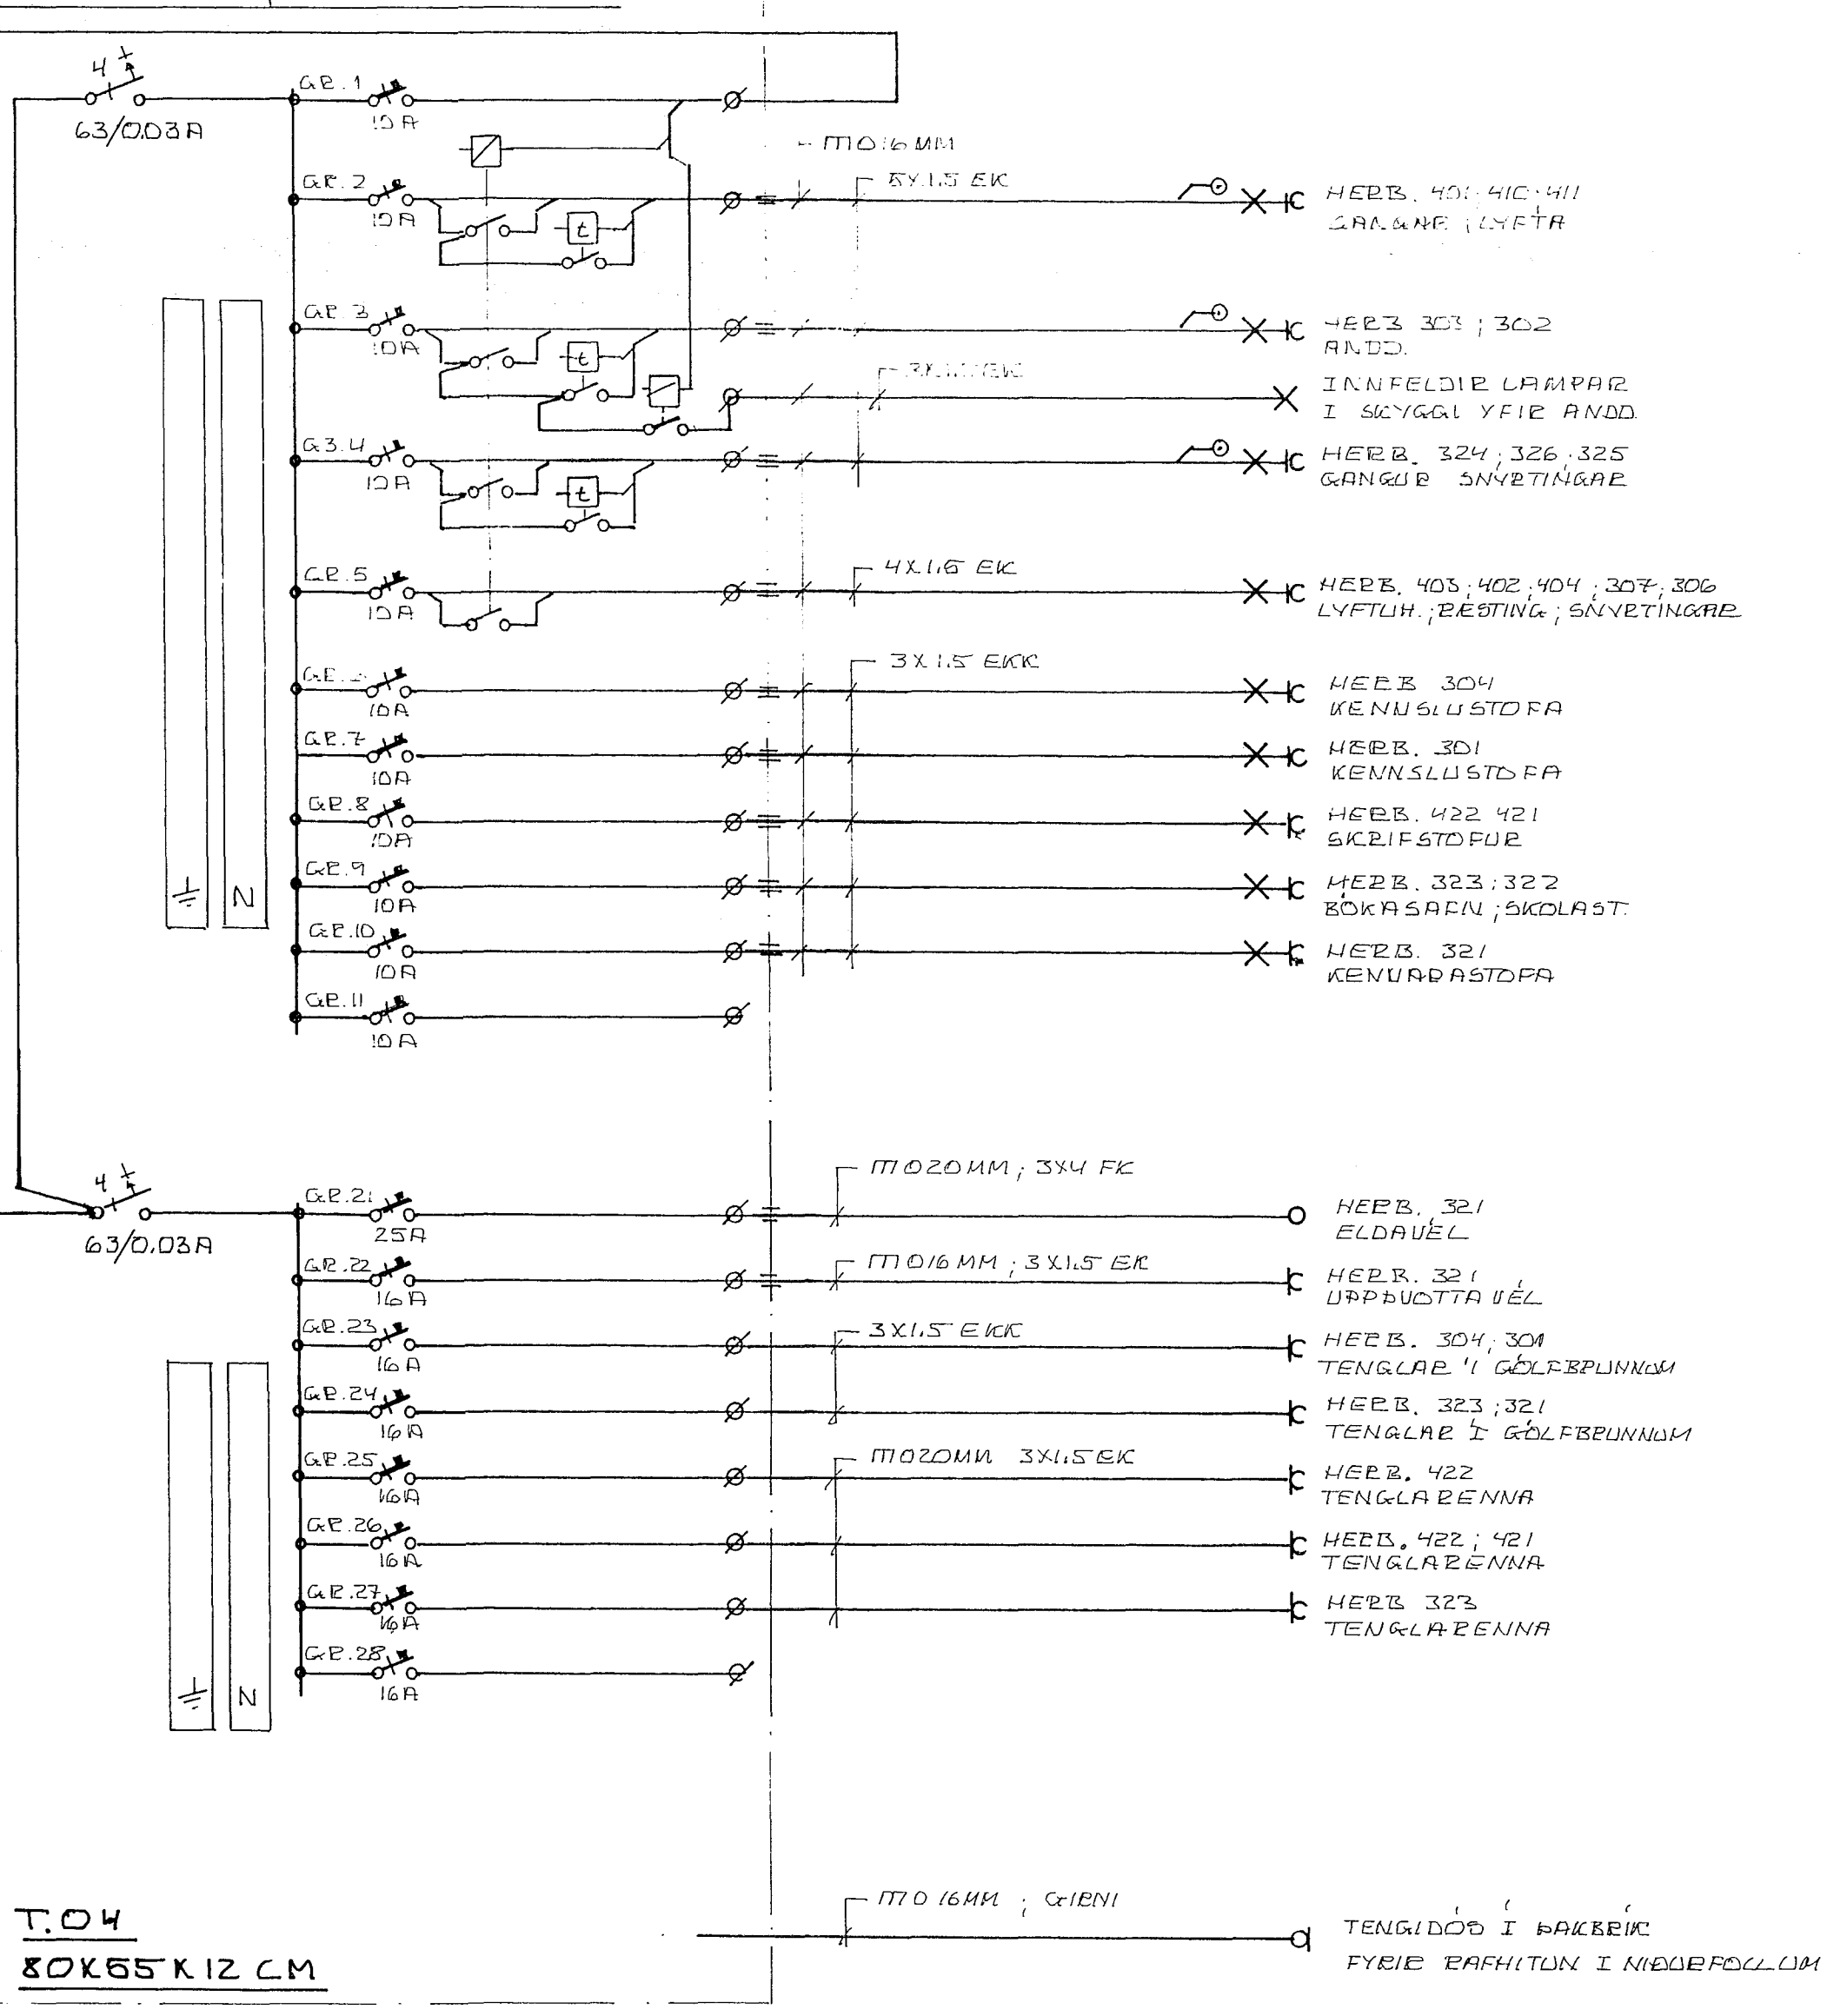 4
63/0.03A
GR.1
10A
MO16MM
GR.2
10A
5X1.5 EK
HERB. 401; 410; 411
GANGAR; LYFTA
t
GR.3
10A
HERB 303; 302
ANDD.
t
INNFELDIR LAMPAR
I SKYGGI YFIR ANDD.
G3.4
10A
HERB. 324; 326; 325
GANGUR SNYRTINGAR
t
GR.5
10A
4X1.5 EK
HERB. 403; 402; 404; 307; 306
LYFTUH.; RÆSTING; SNYRTINGAR
3X1.5 EKK
10A
HERB 304
KENNSLUSTOFA
GR.7
10A
HERB. 301
KENNSLUSTOFA
GR.8
10A
HERB. 422 421
SKRIFSTOFUR
GR.9
10A
HERB. 323; 322
BÓKASAFN; SKOLAST.
N
GR.10
10A
HERB. 321
KENNARASTOFA
GR.11
10A
4
63/0.03A
MO20MM; 3X4 FK
GR.21
25A
HERB. 321
ELDAVÉL
GR.22
16A
MO16MM; 3X1.5 EK
HERB. 321
UPPÞVOTTAVÉL
GR.23
16A
3X1.5 EKK
HERB. 304; 301
TENGLAR Í GÓLFBRUNNUM
GR.24
16A
HERB. 323; 321
TENGLAR Í GÓLFBRUNNUM
GR.25
16A
MO20MM 3X1.5 EK
HERB. 422
TENGLARENNA
GR.26
16A
HERB. 422; 421
TENGLARENNA
GR.27
16A
HERB 323
TENGLARENNA
GR.28
16A
N
MO 16MM; GIRNI
TENGIDÓS Í ÞAKBRÍK
FYRIR RAFHITUN I NIÐURFÖLLUM
T.04
80X55X12 CM